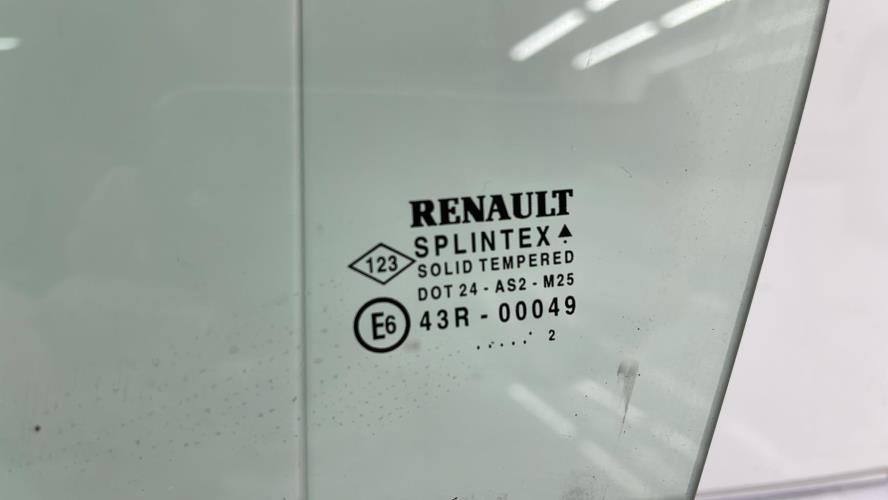 RENAULT
SPLINTEX
123
SOLID TEMPERED
DOT 24 - AS2 - M25
E6
43R - 00049
..... . 2